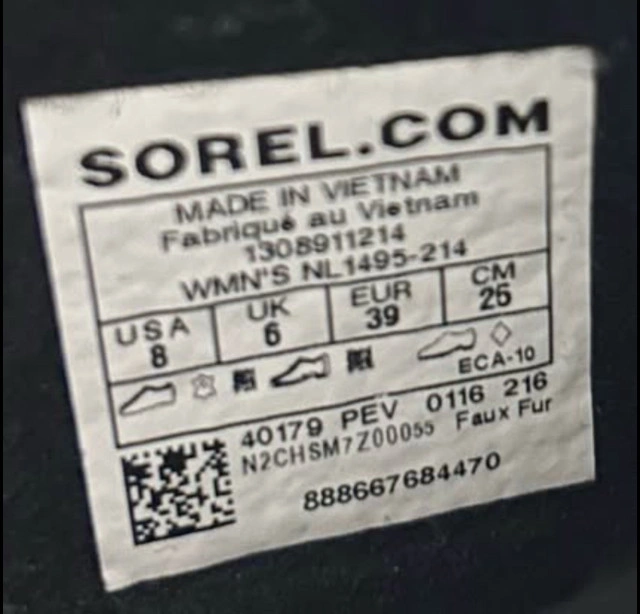 SOREL.COM
MADE IN VIETNAM
Fabriqué au Vietnam
1308911214
WMN'S NL1495-214
USA UK EUR CM
8 6 39 25
ECA-10
40179 PEV 0116 216
N2CHSM7Z00055 Faux Fur
888667684470